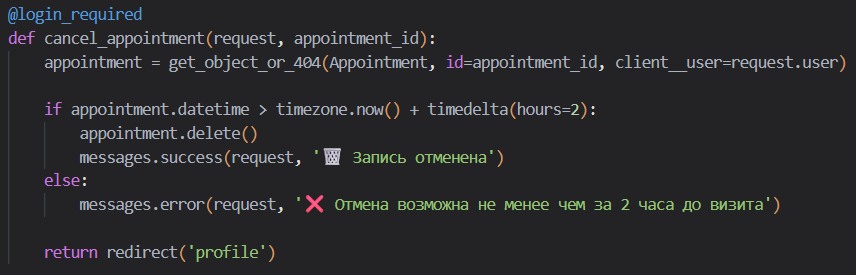 @login_required
def cancel_appointment(request, appointment_id):
    appointment = get_object_or_404(Appointment, id=appointment_id, client__user=request.user)

    if appointment.datetime > timezone.now() + timedelta(hours=2):
        appointment.delete()
        messages.success(request, '🗑️ Запись отменена')
    else:
        messages.error(request, '❌ Отмена возможна не менее чем за 2 часа до визита')

    return redirect('profile')